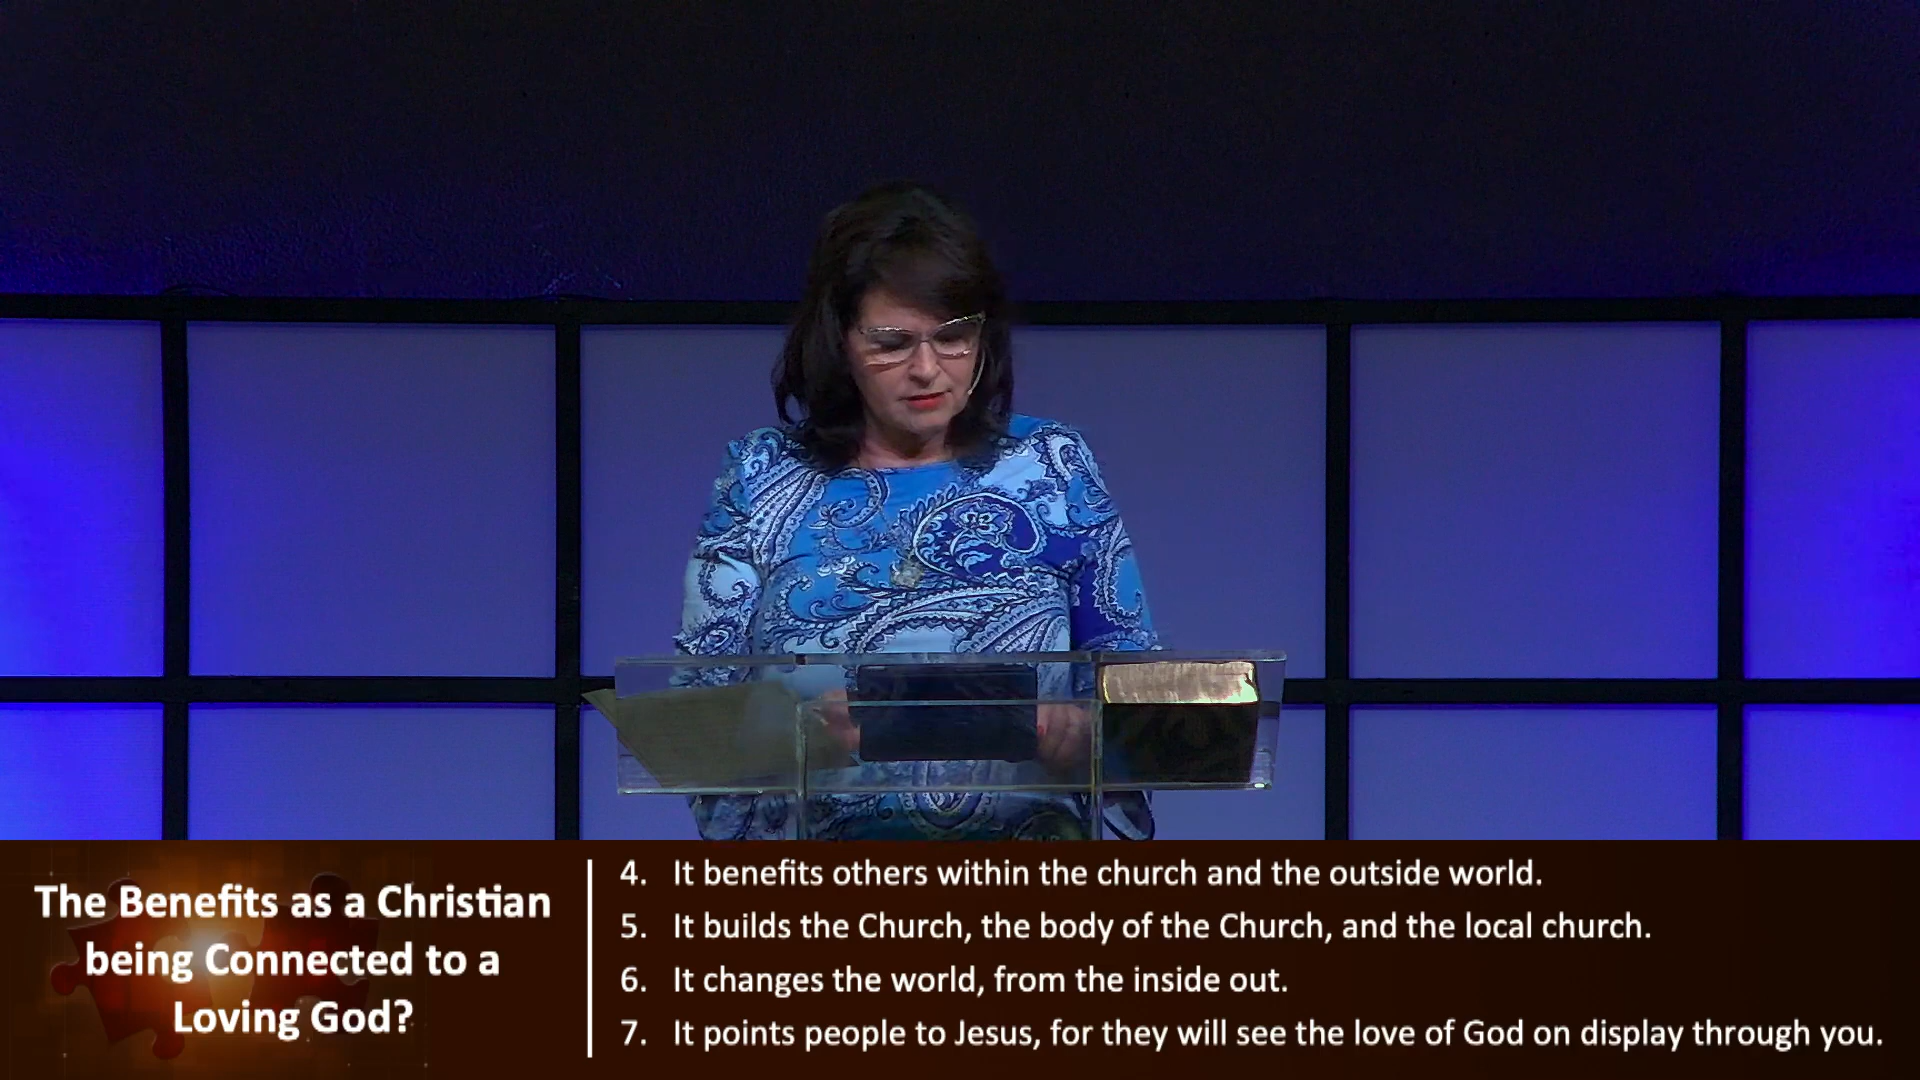 The Benefits as a Christian
being Connected to a
Loving God?
4. It benefits others within the church and the outside world.
5. It builds the Church, the body of the Church, and the local church.
6. It changes the world, from the inside out.
7. It points people to Jesus, for they will see the love of God on display through you.